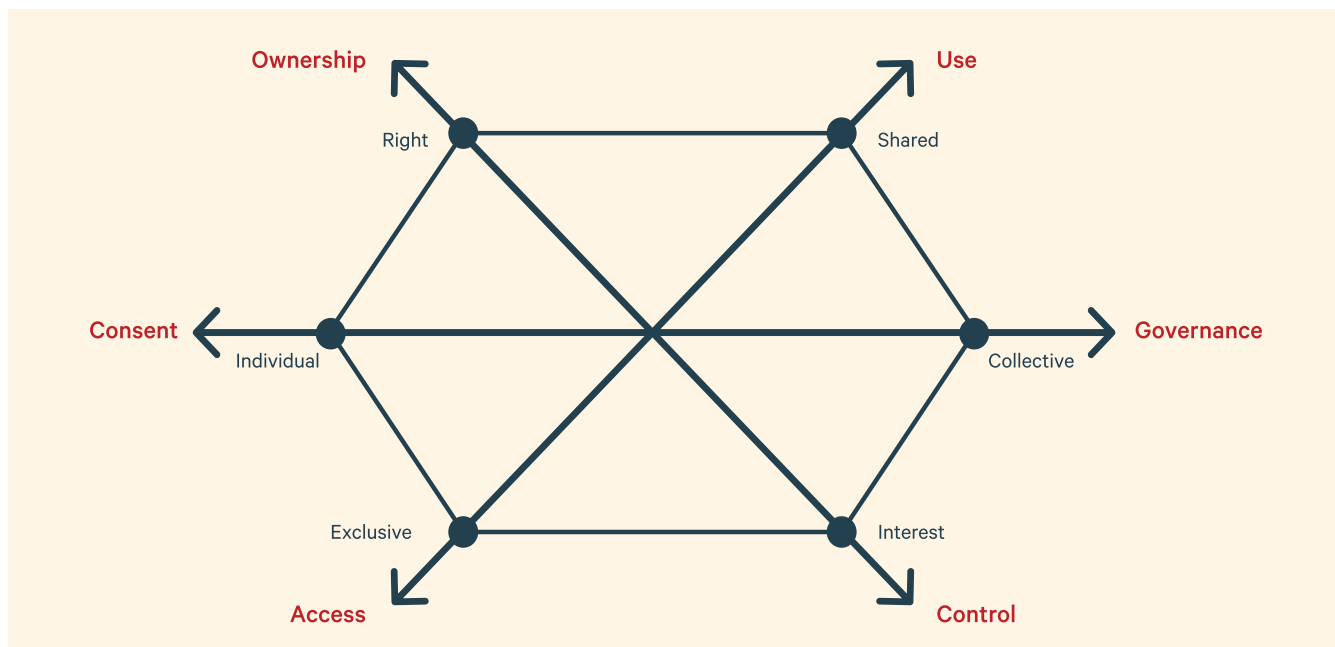 Ownership
Use
Right
Shared
Consent
Governance
Individual
Collective
Exclusive
Interest
Access
Control